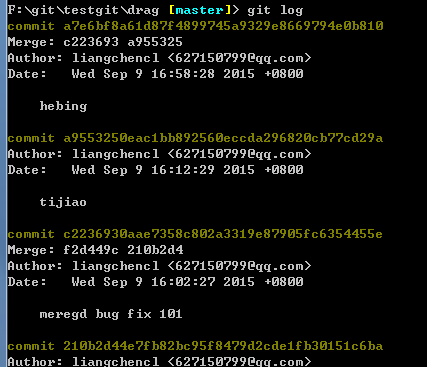 F:\git\testgit\drag [master]> git log
commit a7e6bf8a61d87f4899745a9329e8669794e0b810
Merge: c223693 a955325
Author: liangchencl <627150799@qq.com>
Date:   Wed Sep 9 16:58:28 2015 +0800
hebing
commit a9553250eac1bb892560eccda296820cb77cd29a
Author: liangchencl <627150799@qq.com>
Date:   Wed Sep 9 16:12:29 2015 +0800
tijiao
commit c2236930aae7358c802a3319e87905fc6354455e
Merge: f2d449c 210b2d4
Author: liangchencl <627150799@qq.com>
Date:   Wed Sep 9 16:02:27 2015 +0800
meregd bug fix 101
commit 210b2d44e7fb82bc95f8479d2cde1fb30151c6ba
Author: liangchencl <627150799@qq.com>